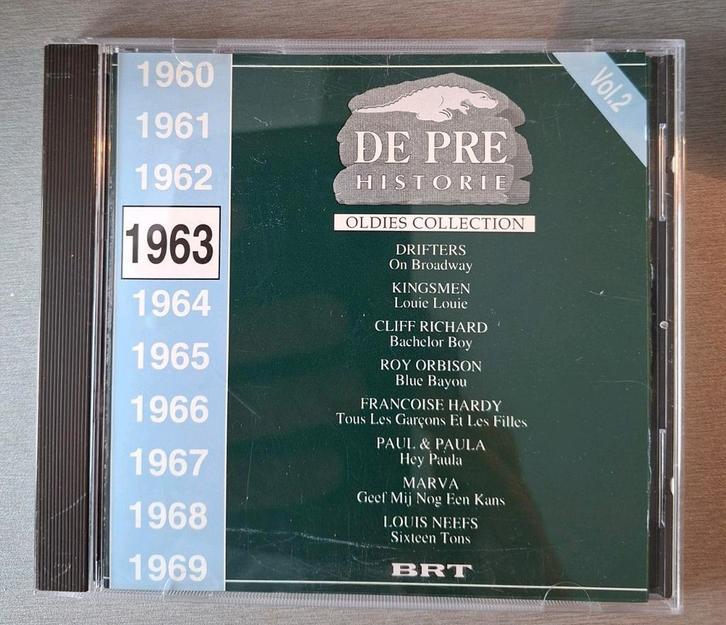 1960
1961
1962
1963
1964
1965
1966
1967
1968
1969
Vol.2
DE PRE
HISTORIE
OLDIES COLLECTION
DRIFTERS
On Broadway
KINGSMEN
Louie Louie
CLIFF RICHARD
Bachelor Boy
ROY ORBISON
Blue Bayou
FRANCOISE HARDY
Tous Les Garçons Et Les Filles
PAUL & PAULA
Hey Paula
MARVA
Geef Mij Nog Een Kans
LOUIS NEEFS
Sixteen Tons
BRT